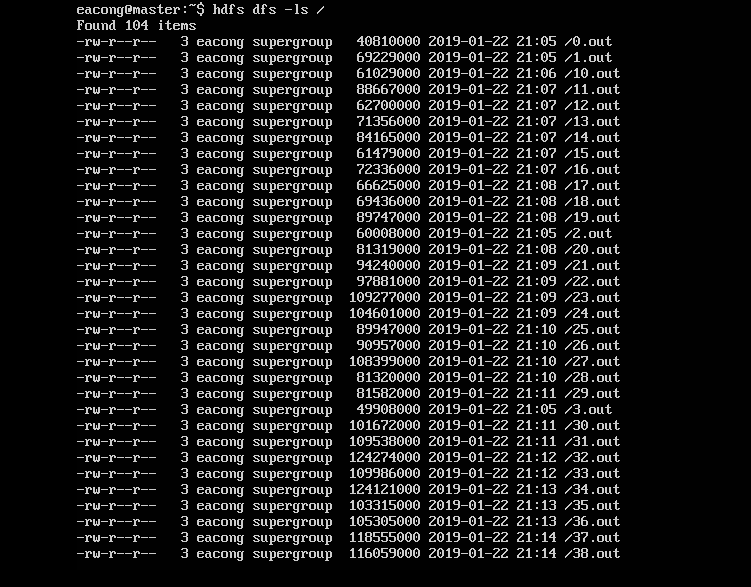 eacong@master:~$ hdfs dfs -ls /
Found 104 items
-rw-r--r--   3 eacong supergroup   40810000 2019-01-22 21:05 /0.out
-rw-r--r--   3 eacong supergroup   69229000 2019-01-22 21:05 /1.out
-rw-r--r--   3 eacong supergroup   61029000 2019-01-22 21:06 /10.out
-rw-r--r--   3 eacong supergroup   88667000 2019-01-22 21:07 /11.out
-rw-r--r--   3 eacong supergroup   62700000 2019-01-22 21:07 /12.out
-rw-r--r--   3 eacong supergroup   71356000 2019-01-22 21:07 /13.out
-rw-r--r--   3 eacong supergroup   84165000 2019-01-22 21:07 /14.out
-rw-r--r--   3 eacong supergroup   61479000 2019-01-22 21:07 /15.out
-rw-r--r--   3 eacong supergroup   72336000 2019-01-22 21:07 /16.out
-rw-r--r--   3 eacong supergroup   66625000 2019-01-22 21:08 /17.out
-rw-r--r--   3 eacong supergroup   69436000 2019-01-22 21:08 /18.out
-rw-r--r--   3 eacong supergroup   89747000 2019-01-22 21:08 /19.out
-rw-r--r--   3 eacong supergroup   60008000 2019-01-22 21:05 /2.out
-rw-r--r--   3 eacong supergroup   81319000 2019-01-22 21:08 /20.out
-rw-r--r--   3 eacong supergroup   94240000 2019-01-22 21:09 /21.out
-rw-r--r--   3 eacong supergroup   97881000 2019-01-22 21:09 /22.out
-rw-r--r--   3 eacong supergroup  109277000 2019-01-22 21:09 /23.out
-rw-r--r--   3 eacong supergroup  104601000 2019-01-22 21:09 /24.out
-rw-r--r--   3 eacong supergroup   89947000 2019-01-22 21:10 /25.out
-rw-r--r--   3 eacong supergroup   90957000 2019-01-22 21:10 /26.out
-rw-r--r--   3 eacong supergroup  108399000 2019-01-22 21:10 /27.out
-rw-r--r--   3 eacong supergroup   81320000 2019-01-22 21:10 /28.out
-rw-r--r--   3 eacong supergroup   81582000 2019-01-22 21:11 /29.out
-rw-r--r--   3 eacong supergroup   49908000 2019-01-22 21:05 /3.out
-rw-r--r--   3 eacong supergroup  101672000 2019-01-22 21:11 /30.out
-rw-r--r--   3 eacong supergroup  109538000 2019-01-22 21:11 /31.out
-rw-r--r--   3 eacong supergroup  124274000 2019-01-22 21:12 /32.out
-rw-r--r--   3 eacong supergroup  109986000 2019-01-22 21:12 /33.out
-rw-r--r--   3 eacong supergroup  124121000 2019-01-22 21:13 /34.out
-rw-r--r--   3 eacong supergroup  103315000 2019-01-22 21:13 /35.out
-rw-r--r--   3 eacong supergroup  105305000 2019-01-22 21:13 /36.out
-rw-r--r--   3 eacong supergroup  118555000 2019-01-22 21:14 /37.out
-rw-r--r--   3 eacong supergroup  116059000 2019-01-22 21:14 /38.out